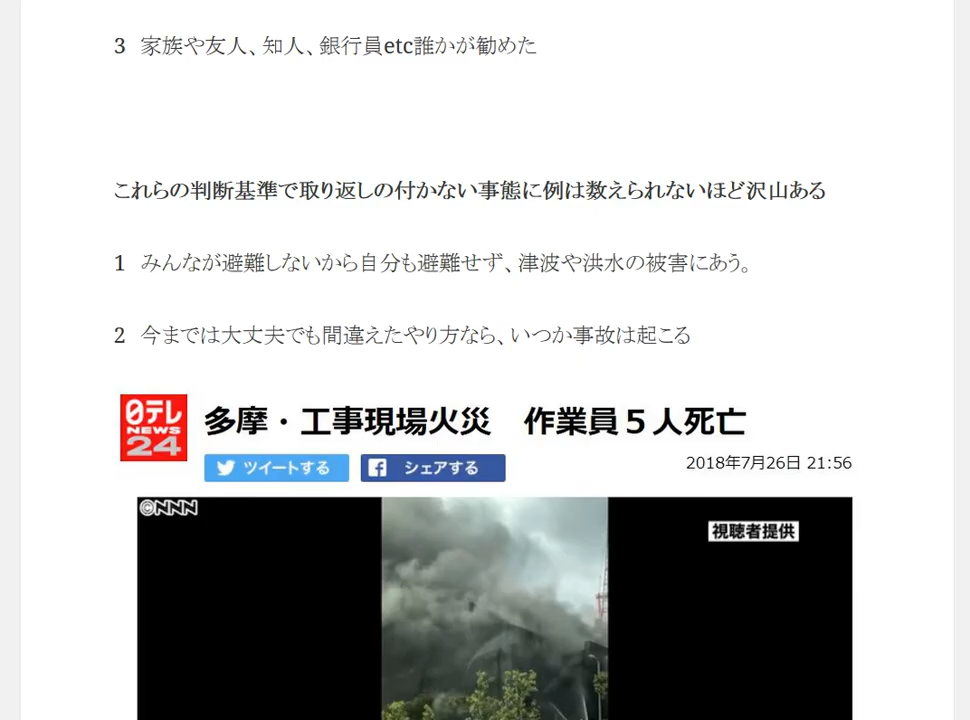 3 家族や友人、知人、銀行員etc誰かが勧めた
これらの判断基準で取り返しの付かない事態に例は数えられないほど沢山ある
1 みんなが避難しないから自分も避難せず、津波や洪水の被害にあう。
2 今までは大丈夫でも間違えたやり方なら、いつか事故は起こる
日テレ
NEWS
24
多摩・工事現場火災 作業員５人死亡
ツイートする シェアする
2018年7月26日 21:56
©NNN
視聴者提供